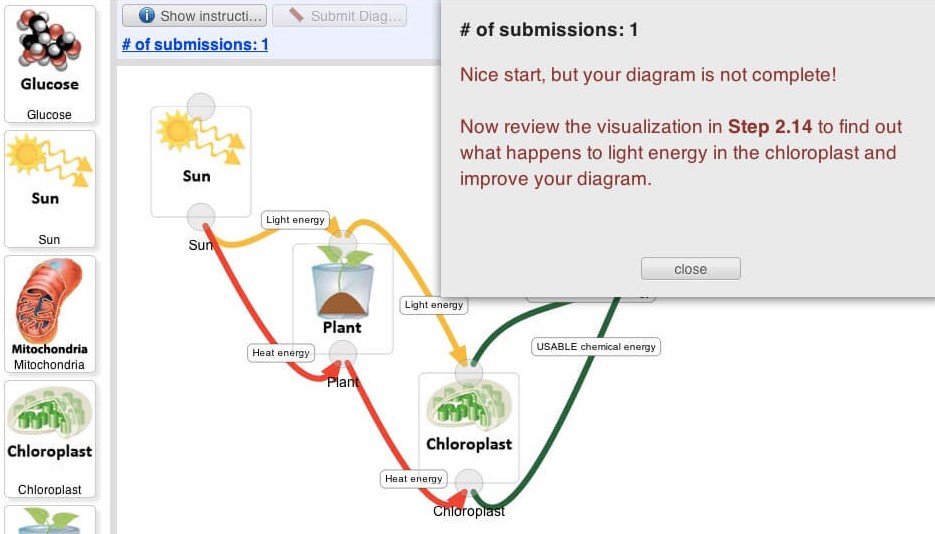 Show instructi...
Submit Diag...
# of submissions: 1
Glucose
Glucose
Sun
Sun
Mitochondria
Mitochondria
Chloroplast
Chloroplast
Sun
Sun
Light energy
Plant
Plant
Heat energy
Light energy
USABLE chemical energy
Chloroplast
Heat energy
Chloroplast
# of submissions: 1
Nice start, but your diagram is not complete!
Now review the visualization in Step 2.14 to find out
what happens to light energy in the chloroplast and
improve your diagram.
close